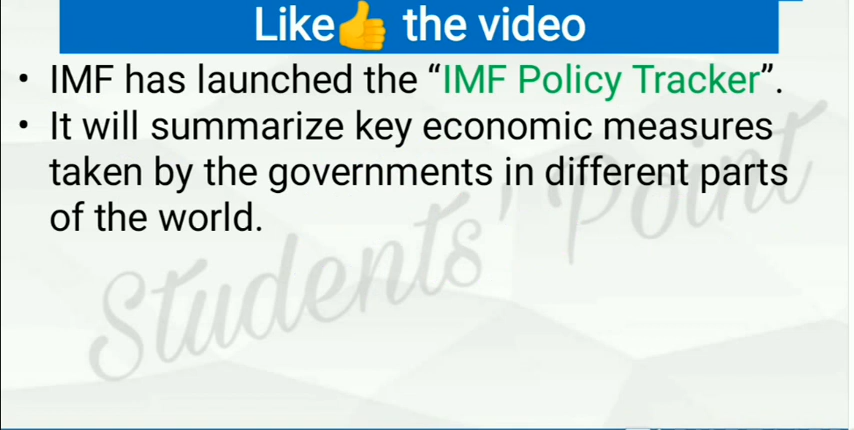 Like👍 the video
• IMF has launched the “IMF Policy Tracker”.
• It will summarize key economic measures
taken by the governments in different parts
of the world.
Students' Point